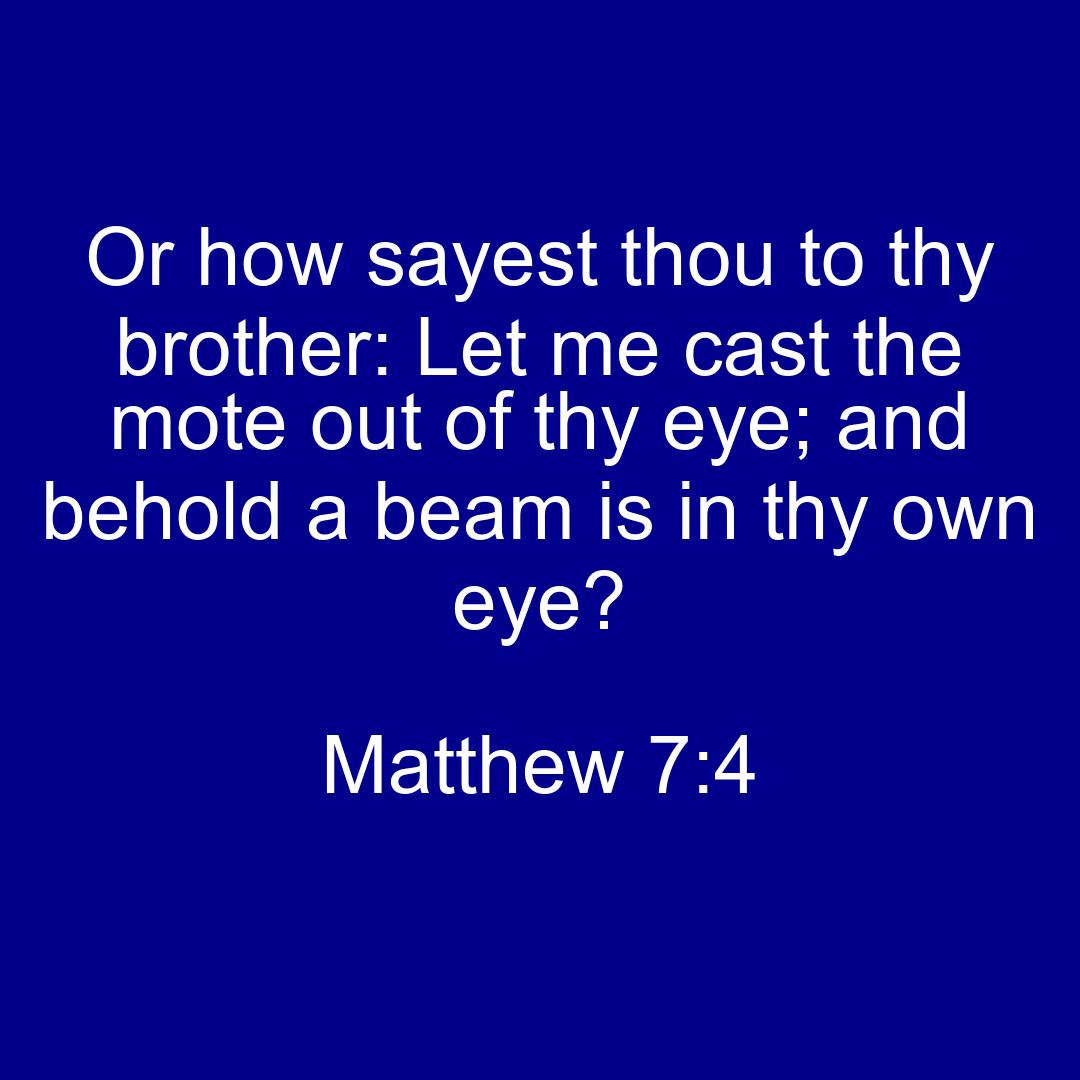 Or how sayest thou to thy
brother: Let me cast the
mote out of thy eye; and
behold a beam is in thy own
eye?
Matthew 7:4